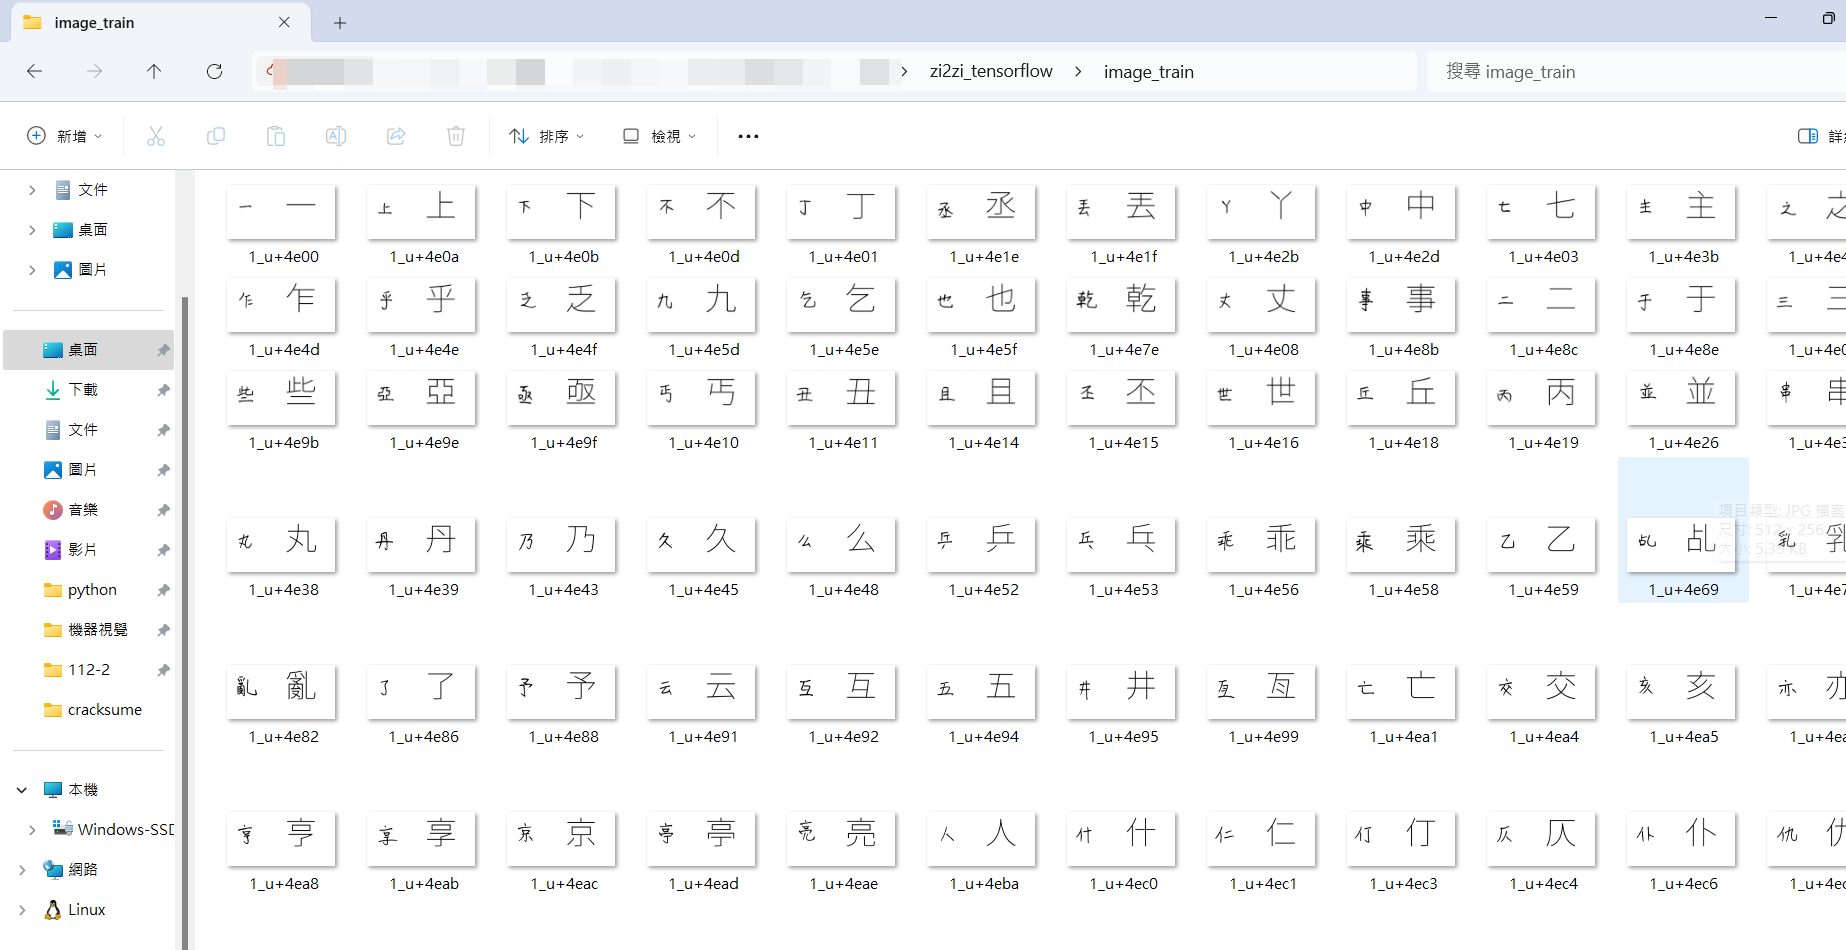 image_train
zi2zi_tensorflow > image_train
搜尋 image_train
新增
排序
檢視
文件
桌面
圖片
桌面
下載
文件
圖片
音樂
影片
python
機器視覺
112-2
cracksume
本機
Windows-SSD
網路
Linux
一 一 上 上 下 下 不 不 丁 丁 丞 丞 丟 丟 丫 丫 中 中 七 七 主 主 之 之
1_u+4e00 1_u+4e0a 1_u+4e0b 1_u+4e0d 1_u+4e01 1_u+4e1e 1_u+4e1f 1_u+4e2b 1_u+4e2d 1_u+4e03 1_u+4e3b 1_u+4e4
乍 乍 乎 乎 乏 乏 九 九 乞 乞 也 也 乾 乾 丈 丈 事 事 二 二 于 于 三 三
1_u+4e4d 1_u+4e4e 1_u+4e4f 1_u+4e5d 1_u+4e5e 1_u+4e5f 1_u+4e7e 1_u+4e08 1_u+4e8b 1_u+4e8c 1_u+4e8e 1_u+4e0
些 些 亞 亞 亟 亟 丐 丐 丑 丑 且 且 丕 丕 世 世 丘 丘 丙 丙 並 並 串 串
1_u+4e9b 1_u+4e9e 1_u+4e9f 1_u+4e10 1_u+4e11 1_u+4e14 1_u+4e15 1_u+4e16 1_u+4e18 1_u+4e19 1_u+4e26 1_u+4e3
丸 丸 丹 丹 乃 乃 久 久 么 么 乒 乒 乓 乓 乖 乖 乘 乘 乙 乙 乩 乩 乳 乳
1_u+4e38 1_u+4e39 1_u+4e43 1_u+4e45 1_u+4e48 1_u+4e52 1_u+4e53 1_u+4e56 1_u+4e58 1_u+4e59 1_u+4e69 1_u+4e7
項目類型: JPG 檔案
尺寸: 512 x 256
大小: 5.35 KB
亂 亂 了 了 予 予 云 云 互 互 五 五 井 井 亙 亙 亡 亡 交 交 亥 亥 亦 亦
1_u+4e82 1_u+4e86 1_u+4e88 1_u+4e91 1_u+4e92 1_u+4e94 1_u+4e95 1_u+4e99 1_u+4ea1 1_u+4ea4 1_u+4ea5 1_u+4ea
亨 亨 享 享 京 京 亭 亭 亮 亮 人 人 什 什 仁 仁 仃 仃 仄 仄 仆 仆 仇 仇
1_u+4ea8 1_u+4eab 1_u+4eac 1_u+4ead 1_u+4eae 1_u+4eba 1_u+4ec0 1_u+4ec1 1_u+4ec3 1_u+4ec4 1_u+4ec6 1_u+4ec